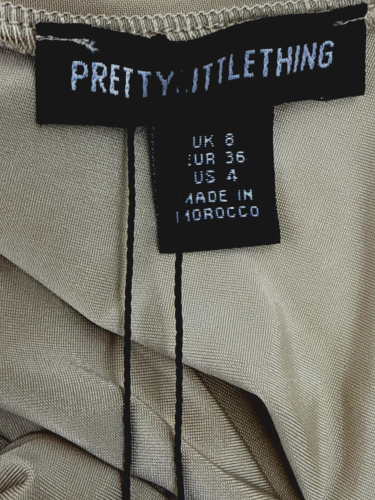 PRETTYLITTLETHING
UK 8
EUR 36
US 4
MADE IN
MOROCCO